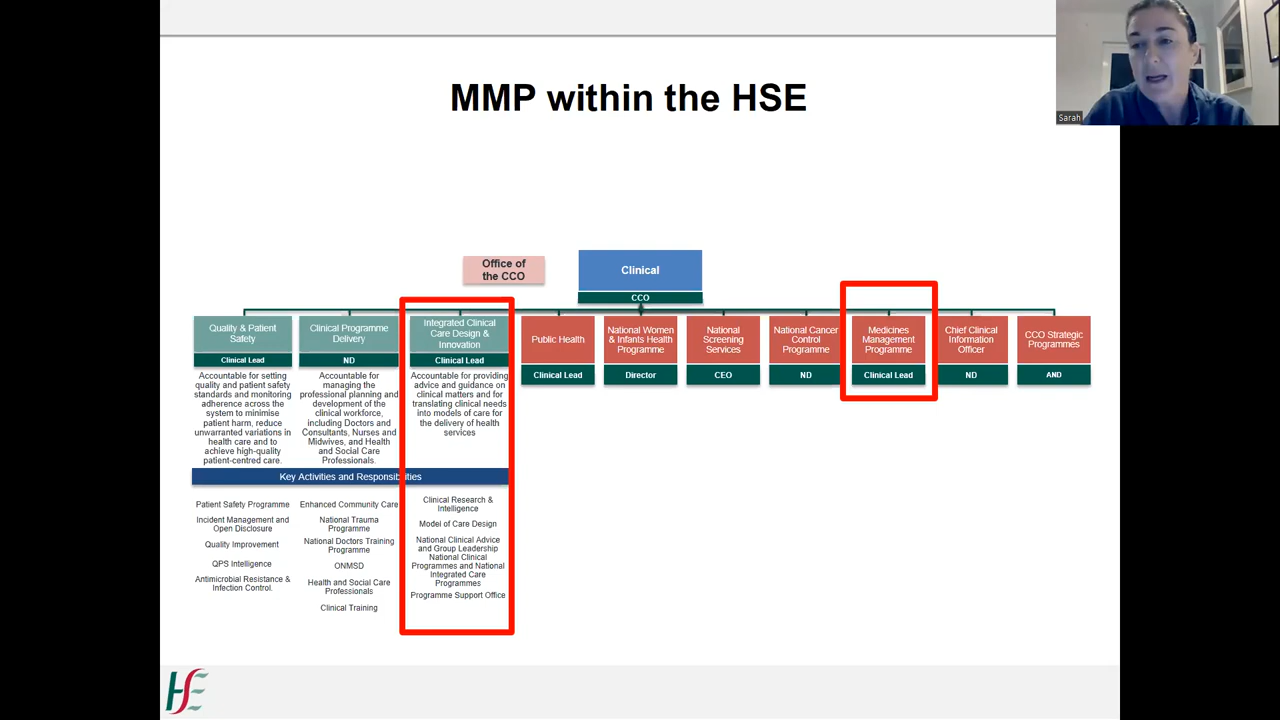 Sarah
MMP within the HSE
Office of
the CCO
Clinical
CCO
Quality & Patient
Safety
Clinical Lead
Accountable for setting
quality and patient safety
standards and monitoring
adherence across the
system to minimise
patient harm, reduce
unwarranted variations in
health care and to
achieve high-quality
patient-centred care.
Clinical Programme
Delivery
ND
Accountable for
managing the
professional planning and
development of the
clinical workforce,
including Doctors and
Consultants, Nurses and
Midwives, and Health
and Social Care
Professionals.
Integrated Clinical
Care Design &
Innovation
Clinical Lead
Accountable for providing
advice and guidance on
clinical matters and for
translating clinical needs
into models of care for
the delivery of health
services
Public Health
Clinical Lead
National Women
& Infants Health
Programme
Director
National
Screening
Services
CEO
National Cancer
Control
Programme
ND
Medicines
Management
Programme
Clinical Lead
Chief Clinical
Information
Officer
ND
CCO Strategic
Programmes
AND
Key Activities and Responsibilities
Patient Safety Programme
Incident Management and
Open Disclosure
Quality Improvement
QPS Intelligence
Antimicrobial Resistance &
Infection Control.
Enhanced Community Care
National Trauma
Programme
National Doctors Training
Programme
ONMSD
Health and Social Care
Professionals
Clinical Training
Clinical Research &
Intelligence
Model of Care Design
National Clinical Advice
and Group Leadership
National Clinical
Programmes and National
Integrated Care
Programmes
Programme Support Office
HSE